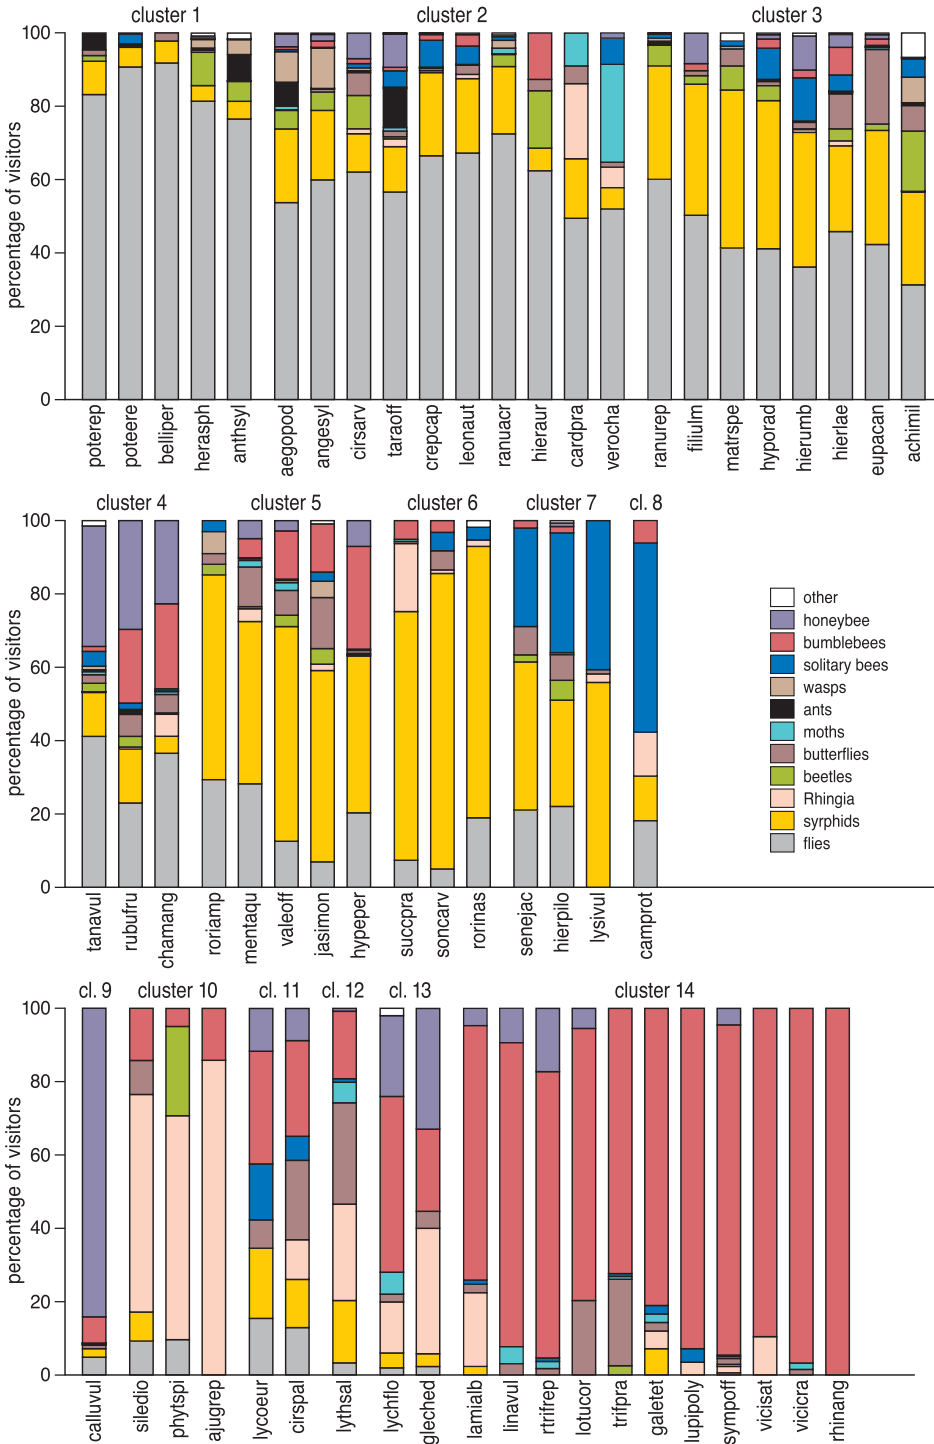 cluster 1 cluster 2 cluster 3
percentage of visitors
100
80
60
40
20
0
poterep poteere belliper herasph anthsyl aegopod angesyl cirsarv taraoff crepcap leonaut ranuacr hieraur cardpra verocha ranurep filiulm matrspe hyporad hierumb hierlae eupacan achimil
cluster 4 cluster 5 cluster 6 cluster 7 cl. 8
percentage of visitors
100
80
60
40
20
0
tanavul rubufru chamang roriamp mentaqu valeoff jasimon hypeper succpra soncarv rorinas senejac hierpilo lysivul camprot
other
honeybee
bumblebees
solitary bees
wasps
ants
moths
butterflies
beetles
Rhingia
syrphids
flies
cl. 9 cluster 10 cl. 11 cl. 12 cl. 13 cluster 14
percentage of visitors
100
80
60
40
20
0
calluvul siledio phytspi ajugrep lycoeur cirspal lythsal lychflo gleched lamialb linavul rtrifrep lotucor trifpra galetet lupipoly sympoff vicisat vicicra rhinang